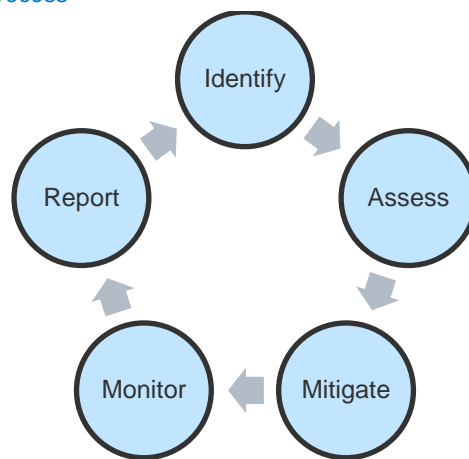 Identify
Assess
Mitigate
Monitor
Report